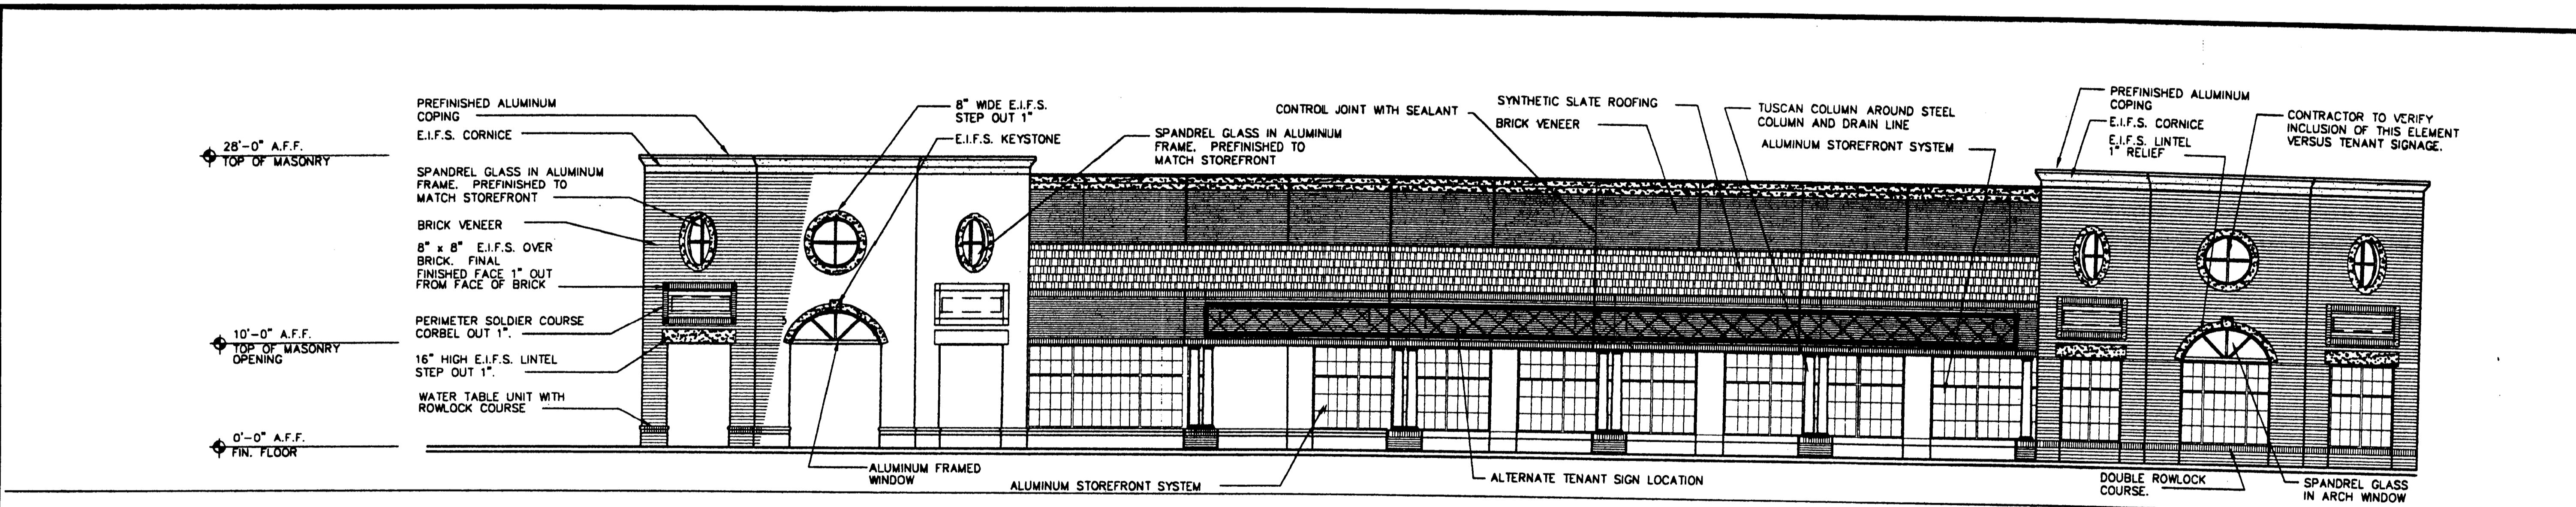 28'-0" A.F.F.
TOP OF MASONRY
10'-0" A.F.F.
TOP OF MASONRY
OPENING
0'-0" A.F.F.
FIN. FLOOR
PREFINISHED ALUMINUM
COPING
E.I.F.S. CORNICE
SPANDREL GLASS IN ALUMINUM
FRAME. PREFINISHED TO
MATCH STOREFRONT
BRICK VENEER
8" x 8" E.I.F.S. OVER
BRICK. FINAL
FINISHED FACE 1" OUT
FROM FACE OF BRICK
PERIMETER SOLDIER COURSE
CORBEL OUT 1".
16" HIGH E.I.F.S. LINTEL
STEP OUT 1".
WATER TABLE UNIT WITH
ROWLOCK COURSE
8" WIDE E.I.F.S.
STEP OUT 1"
E.I.F.S. KEYSTONE
SPANDREL GLASS IN ALUMINUM
FRAME. PREFINISHED TO
MATCH STOREFRONT
ALUMINUM FRAMED
WINDOW
ALUMINUM STOREFRONT SYSTEM
CONTROIL JOINT WITH SEALANT
SYNTHETIC SLATE ROOFING
BRICK VENEER
TUSCAN COLUMN AROUND STEEL
COLUMN AND DRAIN LINE
ALUMINUM STOREFRONT SYSTEM
ALTERNATE TENANT SIGN LOCATION
PREFINISHED ALUMINUM
COPING
E.I.F.S. CORNICE
E.I.F.S. LINTEL
1" RELIEF
CONTRACTOR TO VERIFY
INCLUSION OF THIS ELEMENT
VERSUS TENANT SIGNAGE.
DOUBLE ROWLOCK
COURSE.
SPANDREL GLASS
IN ARCH WINDOW